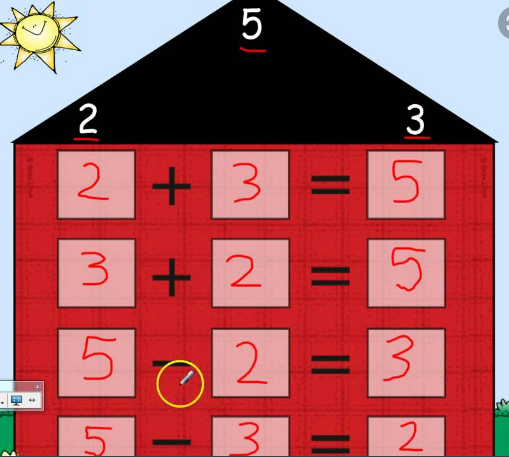 5
2 3
2 + 3 = 5
3 + 2 = 5
5 - 2 = 3
5 - 3 = 2